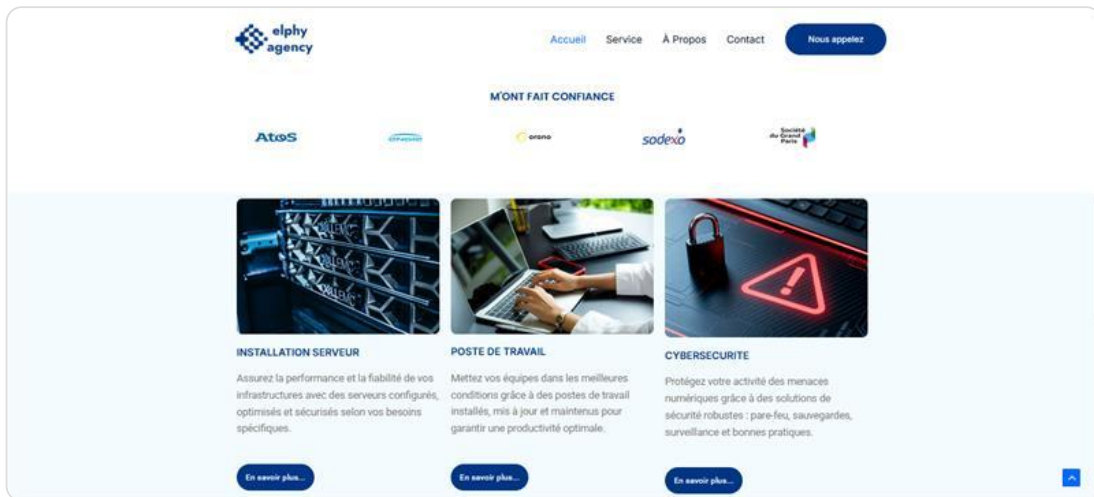 elphy
agency
Accueil Service À Propos Contact Nous appelez
M'ONT FAIT CONFIANCE
Atos
orano
sodexo
Société
du Grand
Paris
INSTALLATION SERVEUR
Assurez la performance et la fiabilité de vos
infrastructures avec des serveurs configurés,
optimisés et sécurisés selon vos besoins
spécifiques.
En savoir plus...
POSTE DE TRAVAIL
Mettez vos équipes dans les meilleures
conditions grâce à des postes de travail
installés, mis à jour et maintenus pour
garantir une productivité optimale.
En savoir plus...
CYBERSECURITE
Protégez votre activité des menaces
numériques grâce à des solutions de
sécurité robustes : pare-feu, sauvegardes,
surveillance et bonnes pratiques.
En savoir plus...